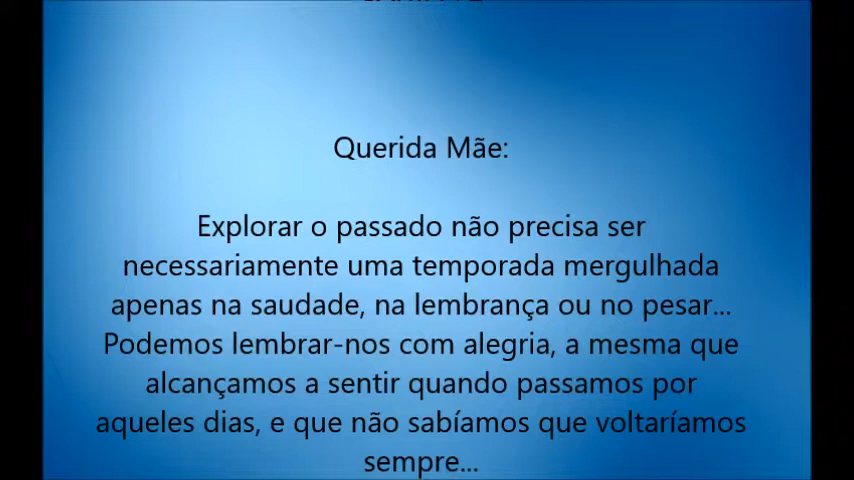 Querida Mãe:
Explorar o passado não precisa ser
necessariamente uma temporada mergulhada
apenas na saudade, na lembrança ou no pesar...
Podemos lembrar-nos com alegria, a mesma que
alcançamos a sentir quando passamos por
aqueles dias, e que não sabíamos que voltaríamos
sempre...